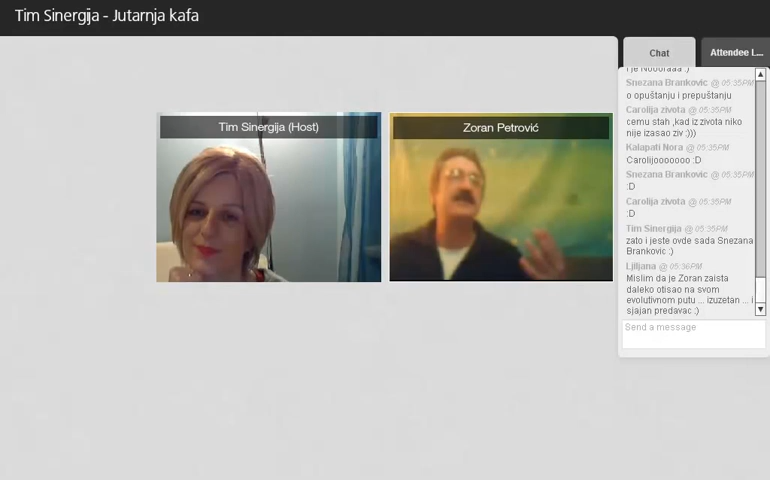 Tim Sinergija - Jutarnja kafa
Chat
Attendee L...
Tim Sinergija (Host)
Zoran Petrović
Snezana Brankovic @ 05:35PM
o opuštanju i prepuštanju
Carolija zivota @ 05:35PM
cemu stah ,kad iz zivota niko
nije izasao ziv :)))
Kalapati Nora @ 05:35PM
Carolijooooooo :D
Snezana Brankovic @ 05:35PM
:D
Carolija zivota @ 05:35PM
:D
Tim Sinergija @ 05:35PM
zato i jeste ovde sada Snezana
Brankovic :)
Ljiljana @ 05:36PM
Mislim da je Zoran zaista
daleko otisao na svom
evolutivnom putu ... izuzetan ... i
sjajan predavac :)
Send a message